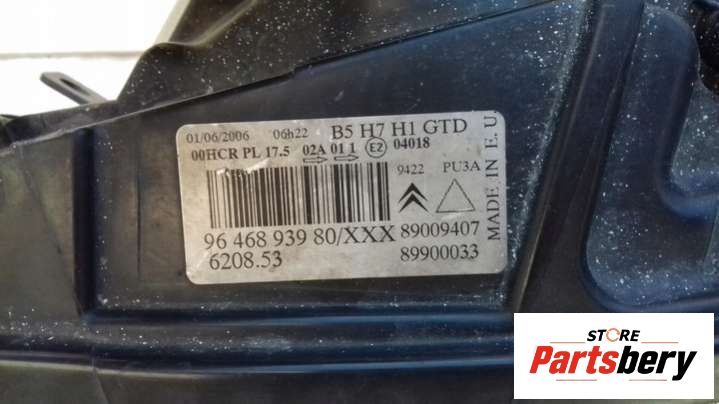 01/06/2006 06h22 B5 H7 H1 GTD
00HCR PL 17.5 02A 01 1 E2 04018
9422 PU3A
96 468 939 80/XXX 89009407
6208.53 89900033
MADE IN E.U
STORE
Partsbery